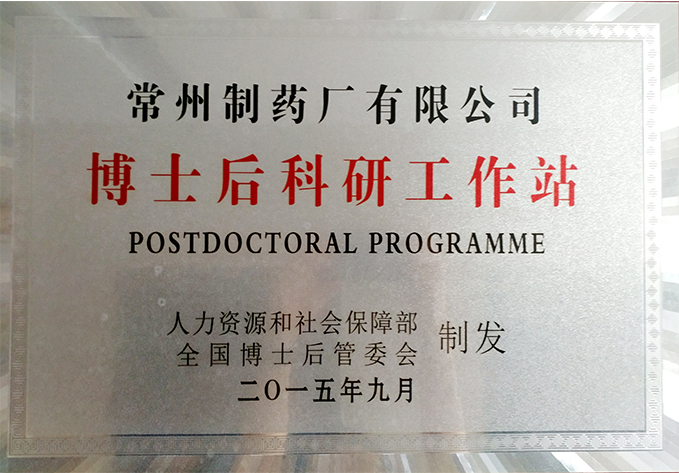 常州制药厂有限公司
博士后科研工作站
POSTDOCTORAL PROGRAMME
人力资源和社会保障部
全国博士后管委会
制发
二〇一五年九月